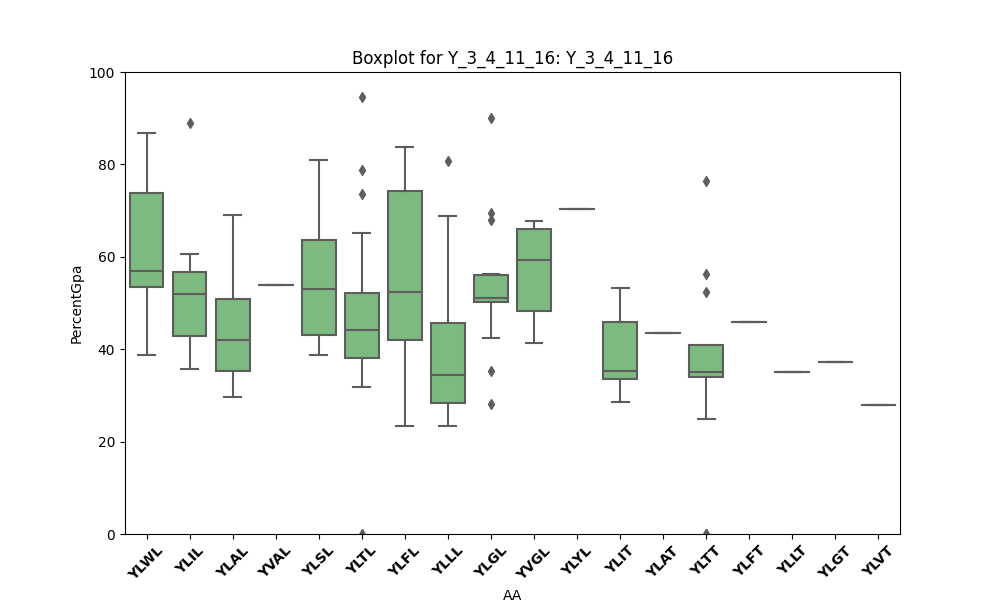 Boxplot for Y_3_4_11_16: Y_3_4_11_16
100
80
60
40
20
0
PercentGpa
YLWL YLIL YLAL YVAL YLSL YLTL YLFL YLLL YLGL YVGL YLYL YLIT YLAT YLTT YLFT YLLT YLGT YLVT
AA